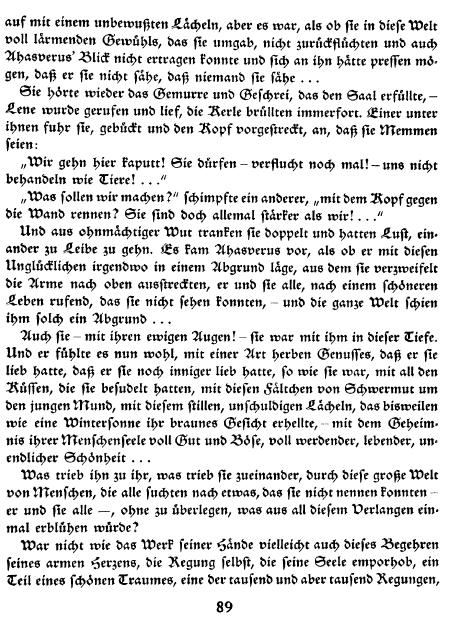 auf mit einem unbewußten Lächeln, aber es war, als ob sie in diese Welt
voll lärmenden Gewühls, das sie umgab, nicht zurückflüchten und auch
Ahasverus’ Blick nicht ertragen konnte und sich an ihn hätte pressen mö-
gen, daß er sie nicht sähe, daß niemand sie sähe ...
Sie hörte wieder das Gemurre und Geschrei, das den Saal erfüllte, –
Lene wurde gerufen und lief, die Kerle brüllten immerfort. Einer unter
ihnen fuhr sie, gebückt und den Kopf vorgestreckt, an, daß sie Memmen
seien:
„Wir gehn hier kaputt! Sie dürfen – verflucht noch mal! – uns nicht
behandeln wie Tiere! ...“
„Was sollen wir machen?“ schimpfte ein anderer, „mit dem Kopf gegen
die Wand rennen? Sie sind doch allemal stärker als wir! ...“
Und aus ohnmächtiger Wut tranken sie doppelt und hatten Lust, ein-
ander zu Leibe zu gehn. Es kam Ahasverus vor, als ob er mit diesen
Unglücklichen irgendwo in einem Abgrund läge, aus dem sie verzweifelt
die Arme nach oben ausstreckten, er und sie alle, nach einem schöneren
Leben rufend, das sie nicht sehen konnten, – und die ganze Welt schien
ihm solch ein Abgrund ...
Auch sie – mit ihren ewigen Augen! – sie war mit ihm in dieser Tiefe.
Und er fühlte es nun wohl, mit einer Art herben Genusses, daß er sie
lieb hatte, daß er sie noch inniger lieb hatte, so wie sie war, mit all den
Küssen, die sie besudelt hatten, mit diesen Fältchen von Schwermut um
den jungen Mund, mit diesem stillen, unschuldigen Lächeln, das bisweilen
wie eine Wintersonne ihr braunes Gesicht erhellte, – mit dem Geheim-
nis ihrer Menschenseele voll Gut und Böse, voll werdender, lebender, un-
endlicher Schönheit ...
Was trieb ihn zu ihr, was trieb sie zueinander, durch diese große Welt
von Menschen, die alle suchten nach etwas, das sie nicht nennen konnten –
er und sie alle —, ohne zu überlegen, was aus all diesem Verlangen ein-
mal erblühen würde?
War nicht wie das Werk seiner Hände vielleicht auch dieses Begehren
seines armen Herzens, die Regung selbst, die seine Seele emporhob, ein
Teil eines schönen Traumes, eine der tausend und aber tausend Regungen,
89